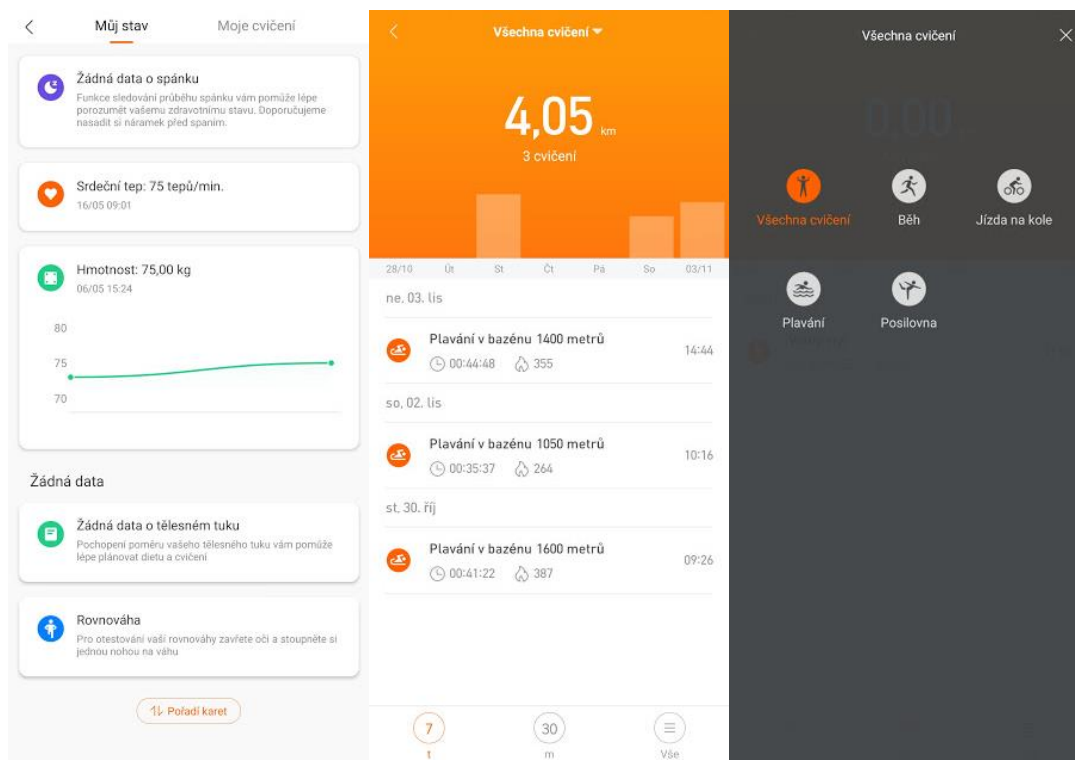 Můj stav
Moje cvičení
Žádná data o spánku
Funkce sledování průběhu spánku vám pomůže lépe
porozumět vašemu zdravotnímu stavu. Doporučujeme
nasadit si náramek před spaním.
Srdeční tep: 75 tepů/min.
16/05 09:01
Hmotnost: 75,00 kg
06/05 15:24
80
75
70
Žádná data
Žádná data o tělesném tuku
Pochopení poměru vašeho tělesného tuku vám pomůže
lépe plánovat dietu a cvičení
Rovnováha
Pro otestování vaší rovnováhy zavřete oči a stoupněte si
jednou nohou na váhu
Pořadí karet
Všechna cvičení
4,05 km
3 cvičení
28/10 Út St Čt Pá So 03/11
ne, 03. lis
Plavání v bazénu 1400 metrů
14:44
00:44:48 355
so, 02. lis
Plavání v bazénu 1050 metrů
10:16
00:35:37 264
st, 30. říj
Plavání v bazénu 1600 metrů
09:26
00:41:22 387
7 30
t m Vše
Všechna cvičení
0,00
Všechna cvičení Běh Jízda na kole
Plavání Posilovna